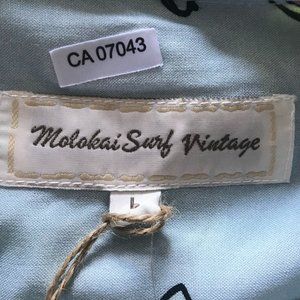 CA 07043
Molokai Surf Vintage
L